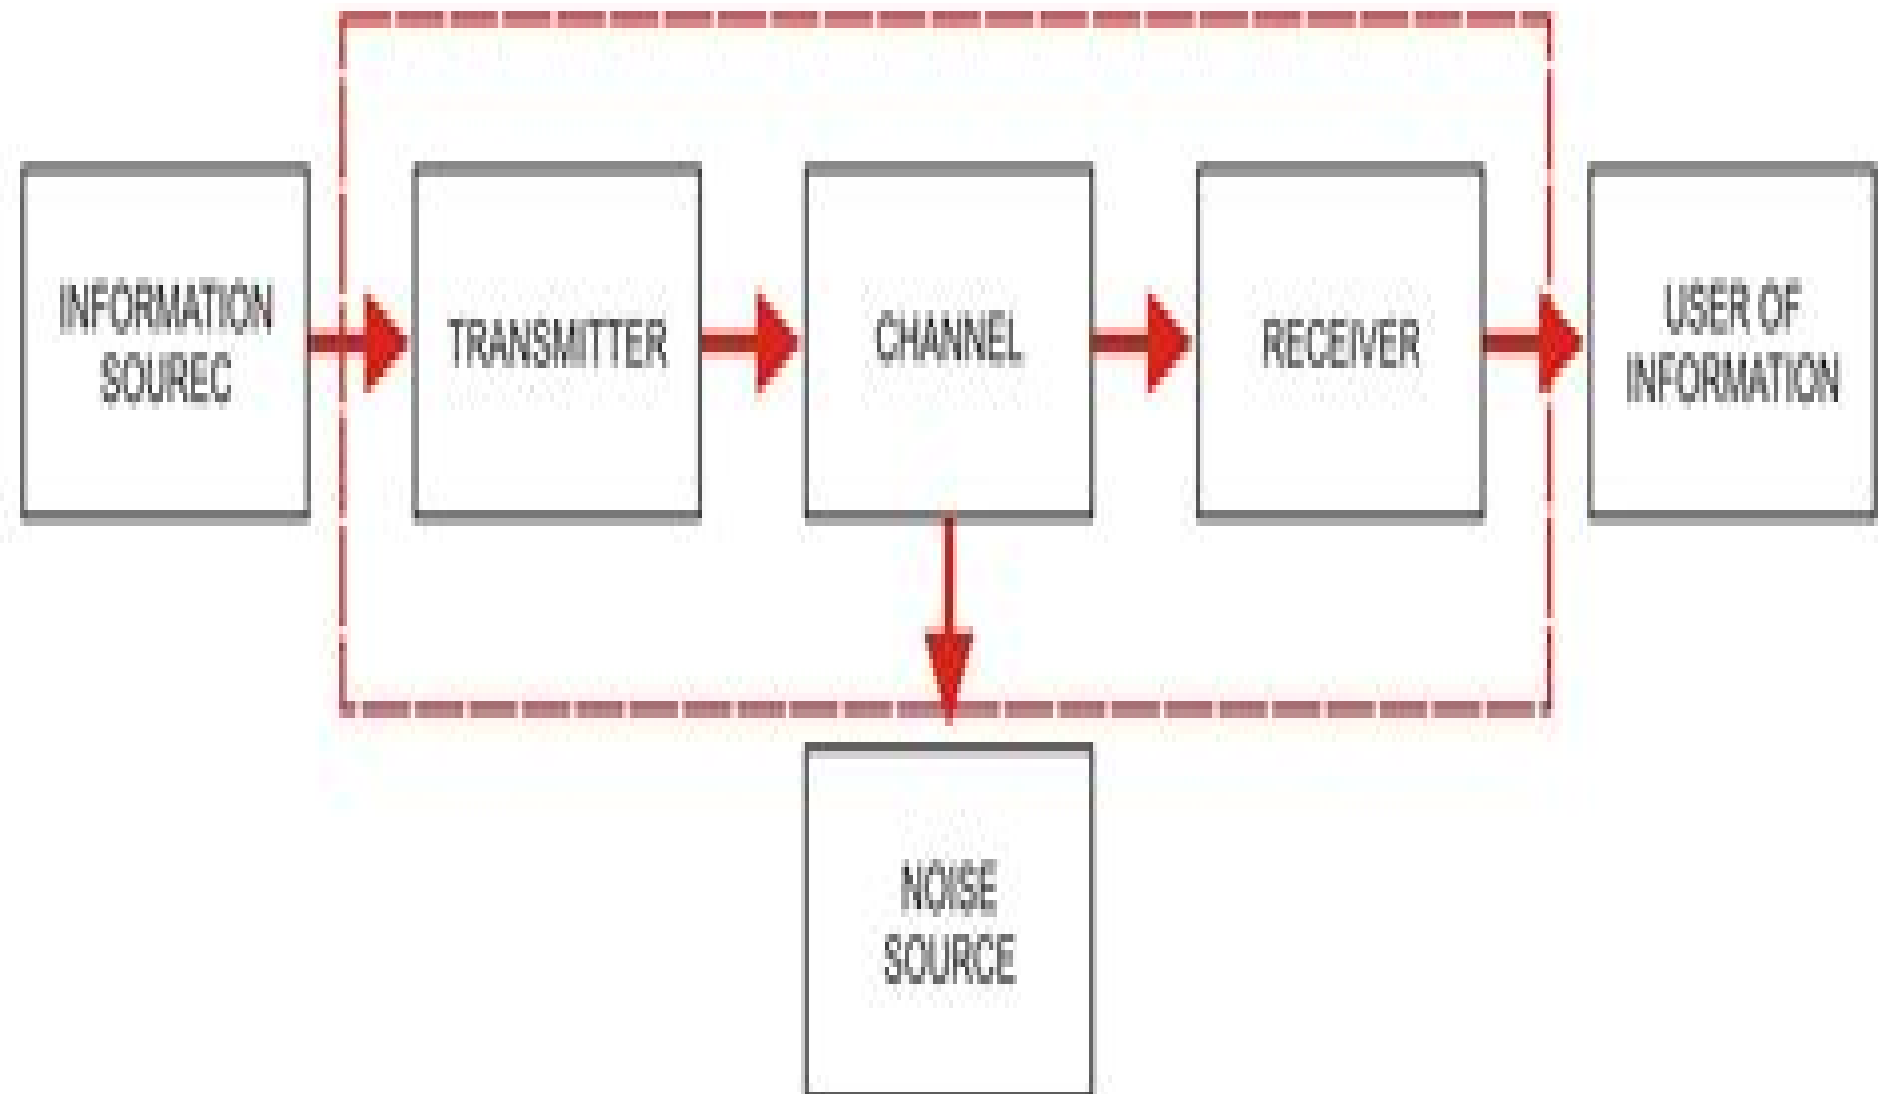 INFORMATION
SOUREC
TRANSMITTER
CHANNEL
RECEIVER
USER OF
INFORMATION
NOISE
SOURCE